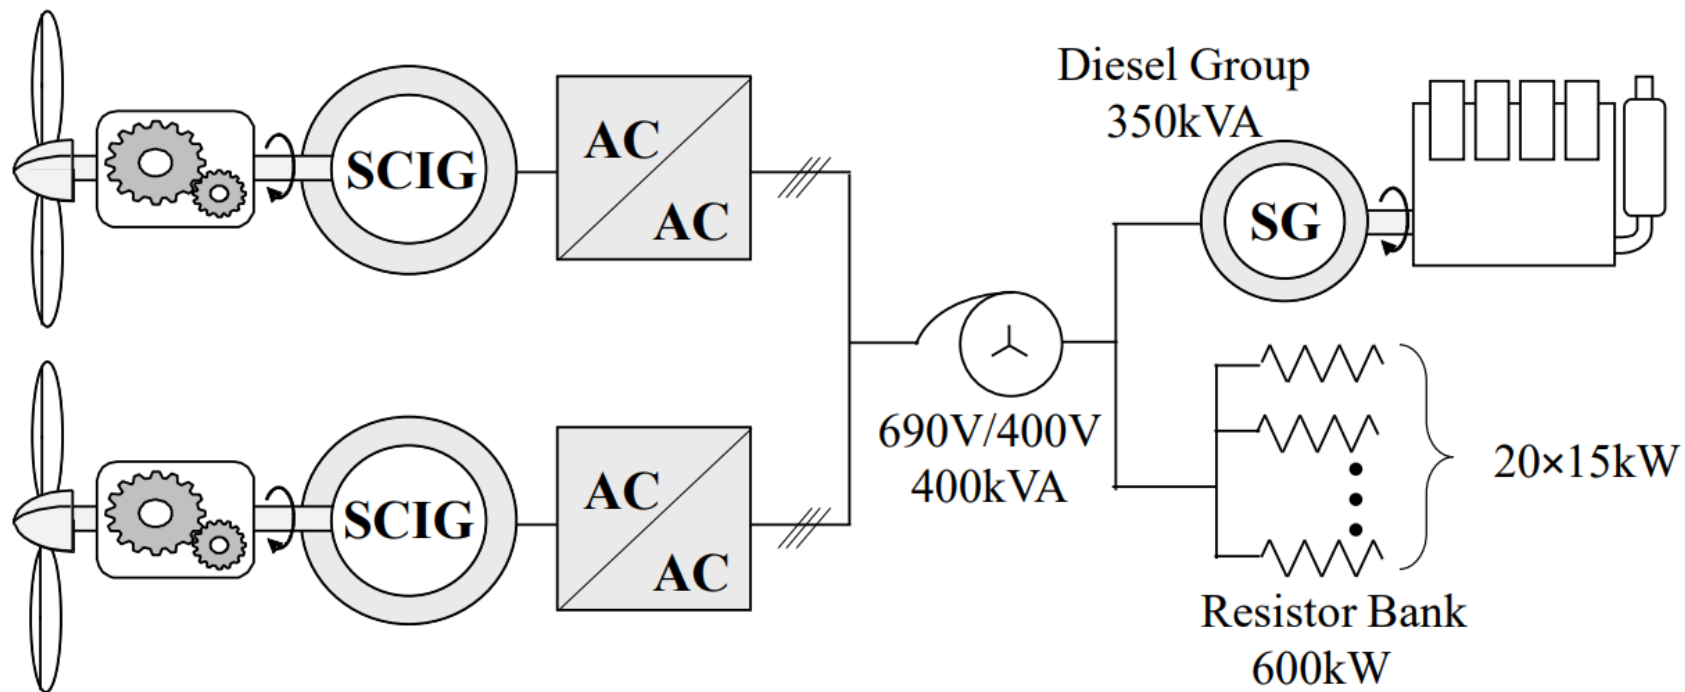 SCIG
AC
AC
SCIG
AC
AC
690V/400V
400kVA
Diesel Group
350kVA
SG
20×15kW
Resistor Bank
600kW